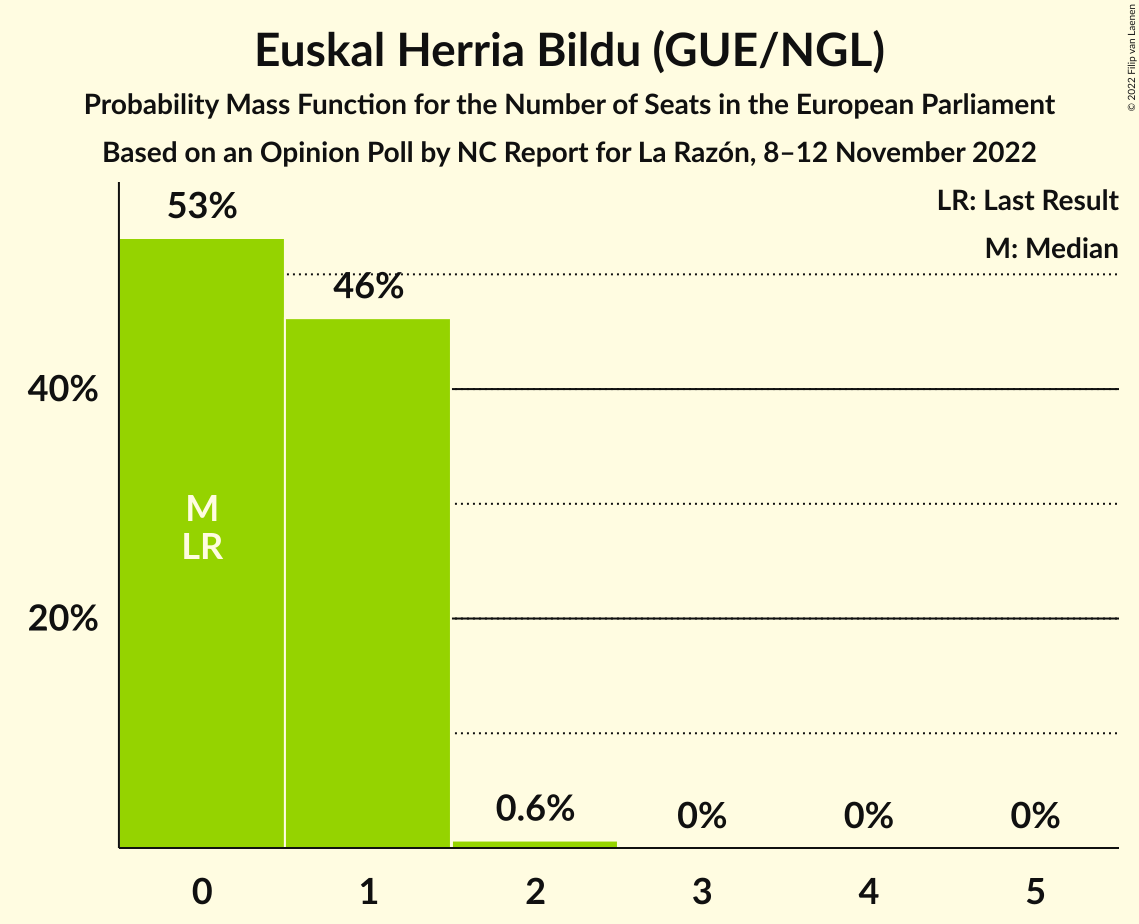 Euskal Herria Bildu (GUE/NGL)
Probability Mass Function for the Number of Seats in the European Parliament
Based on an Opinion Poll by NC Report for La Razón, 8–12 November 2022
© 2022 Filip van Laenen
LR: Last Result
M: Median
53%
46%
40%
M
LR
20%
0.6%
0%
0%
0%
0
1
2
3
4
5